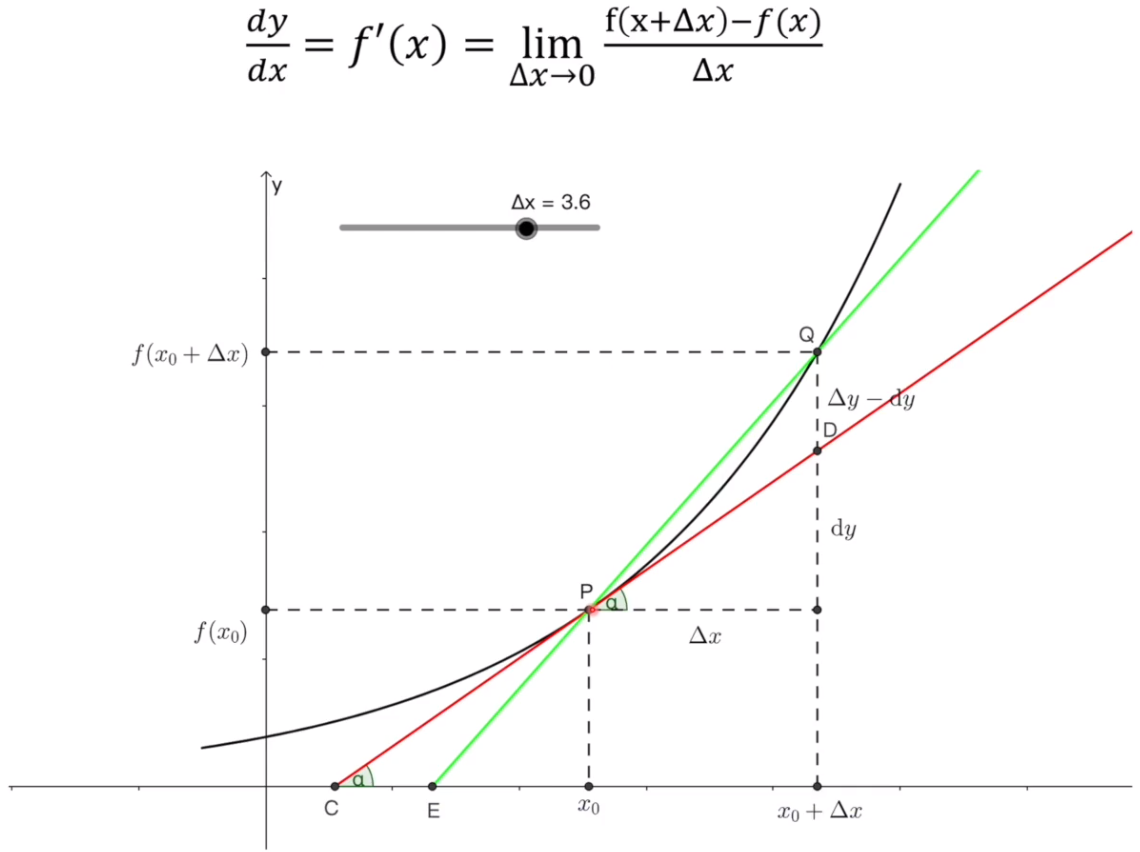 dy/dx = f′(x) = lim Δx→0 f(x+Δx)−f(x)/Δx
y
Δx = 3.6
Q
f(x₀ + Δx)
Δy − dy
D
dy
P
α
f(x₀)
Δx
α
C E x₀ x₀ + Δx